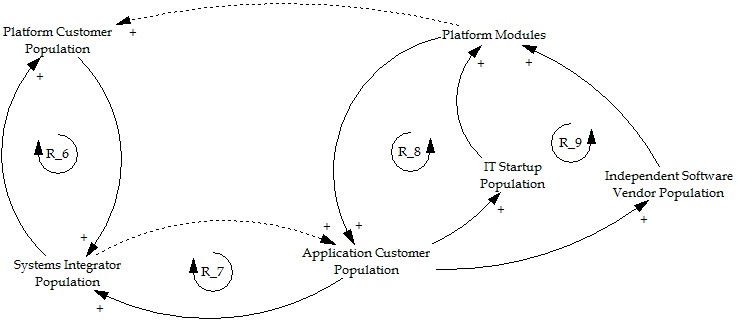 Platform Customer
Population
+
+
Platform Modules
+
+
R_6
R_8
R_9
IT Startup
Population
Independent Software
Vendor Population
+
+
+
+
+
Systems Integrator
Population
R_7
Application Customer
Population
+